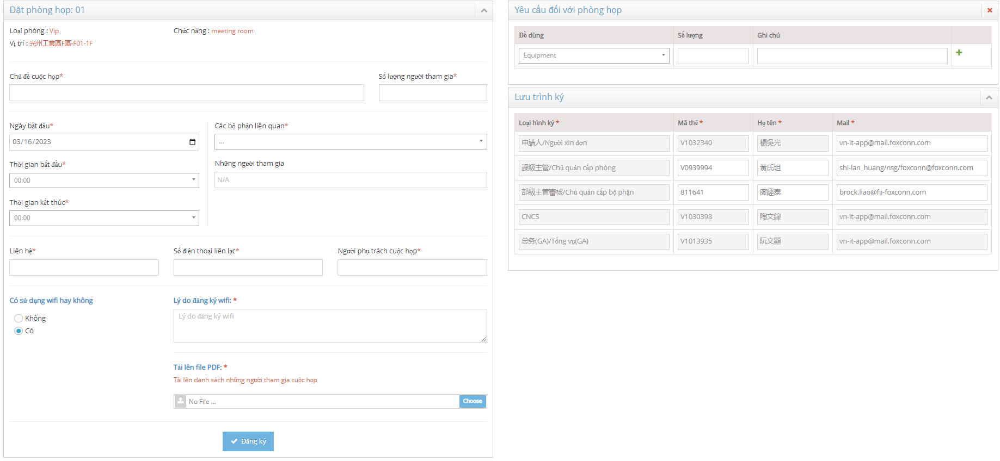 Đặt phòng họp: 01
Loại phòng : Vip
Chức năng : meeting room
Vị trí : 光州工業區F區-F01-1F
Chủ đề cuộc họp*
Số lượng người tham gia*
Ngày bắt đầu*
03/16/2023
Thời gian bắt đầu*
00:00
Thời gian kết thúc*
00:00
Các bộ phận liên quan*
...
Những người tham gia
N/A
Liên hệ*
Số điện thoại liên lạc*
Người phụ trách cuộc họp*
Có sử dụng wifi hay không
Không
Có
Lý do đăng ký wifi: *
Lý do đăng ký wifi
Tải lên file PDF: *
Tải lên danh sách những người tham gia cuộc họp
No File ...
Choose
Đăng ký
Yêu cầu đối với phòng họp
Đồ dùng Số lượng Ghi chú
Equipment
Lưu trình ký
Loại hình ký * Mã thẻ * Họ tên * Mail *
申請人/Người xin đơn V1032340 楊吳光 vn-it-app@mail.foxconn.com
課級主管/Chủ quản cấp phòng V0939994 黃氏坦 shi-lan_huang/nsg/foxconn@foxconn.com
部級主管審核/Chủ quản cấp bộ phận 811641 廖經泰 brock.liao@fii-foxconn.com
CNCS V1030398 陶文線 vn-it-app@mail.foxconn.com
总务(GA)/Tổng vụ(GA) V1013935 阮文顯 vn-it-app@mail.foxconn.com